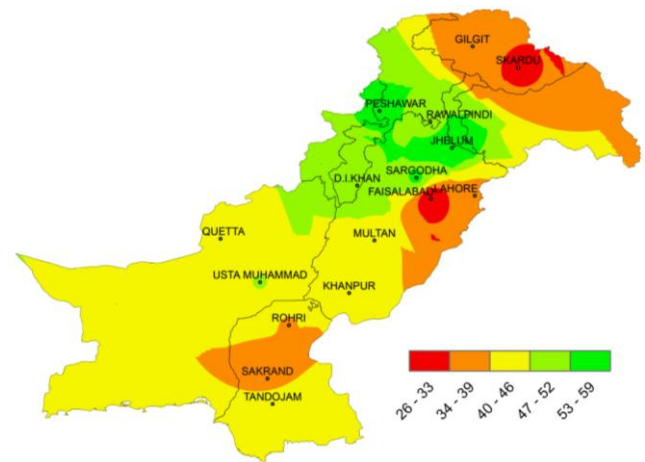 GILGIT
SKARDU
PESHAWAR
RAWALPINDI
JHELUM
SARGODHA
D.I.KHAN
FAISALABAD
LAHORE
QUETTA
MULTAN
USTA MUHAMMAD
KHANPUR
ROHRI
SAKRAND
TANDOJAM
26 - 33
34 - 39
40 - 46
47 - 52
53 - 59